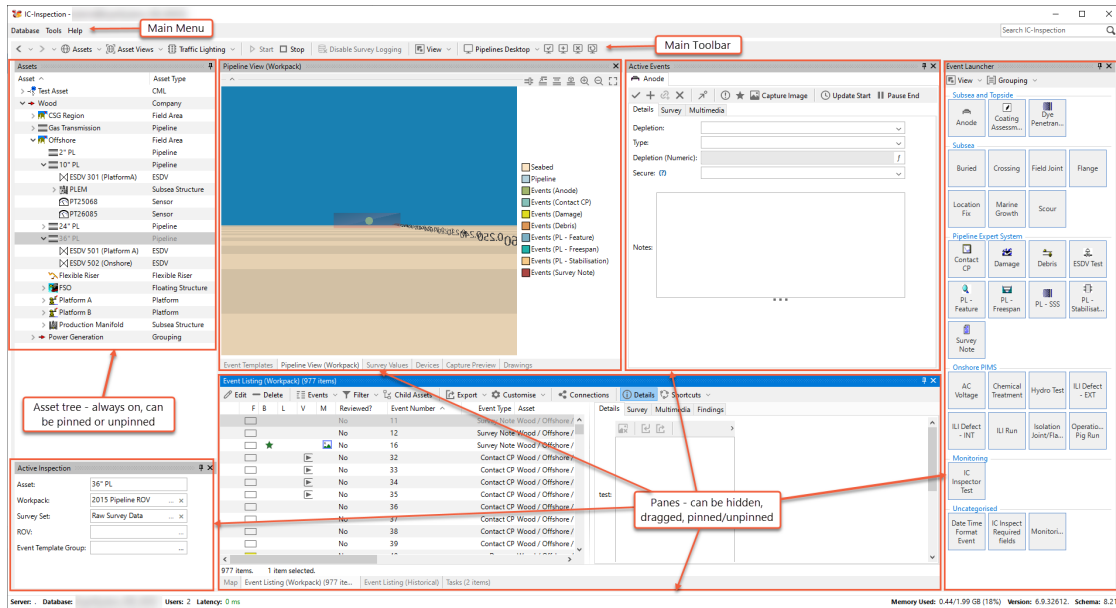 IC-Inspection -
Database Tools Help
Main Menu
Search IC-Inspection
Assets Asset Views Traffic Lighting Start Stop Disable Survey Logging View Pipelines Desktop
Main Toolbar
Assets
Asset Asset Type
Test Asset CML
Wood Company
CSG Region Field Area
Gas Transmission Pipeline
Offshore Field Area
2" PL Pipeline
10" PL Pipeline
ESDV 301 (PlatformA) ESDV
PLEM Subsea Structure
PT25068 Sensor
PT26085 Sensor
24" PL Pipeline
36" PL Pipeline
ESDV 501 (Platform A) ESDV
ESDV 502 (Onshore) ESDV
Flexible Riser Flexible Riser
FSO Floating Structure
Platform A Platform
Platform B Platform
Production Manifold Subsea Structure
Power Generation Grouping
Asset tree - always on, can
be pinned or unpinned
Active Inspection
Asset: 36" PL
Workpack: 2015 Pipeline ROV
Survey Set: Raw Survey Data
ROV:
Event Template Group:
Pipeline View (Workpack)
Seabed
Pipeline
Events (Anode)
Events (Contact CP)
Events (Damage)
Events (Debris)
Events (PL - Feature)
Events (PL - Freespan)
Events (PL - Stabilisation)
Events (Survey Note)
Event Templates Pipeline View (Workpack) Survey Values Devices Capture Preview Drawings
Active Events
Anode
Capture Image Update Start Pause End
Details Survey Multimedia
Depletion:
Type:
Depletion (Numeric):
Secure: (?)
Notes:
Event Listing (Workpack) (977 items)
Edit Delete Events Filter Child Assets Export Customise Connections Details Shortcuts
F B L V M Reviewed? Event Number Event Type Asset
No 11 Survey Note Wood / Offshore /
No 12 Survey Note Wood / Offshore /
No 16 Survey Note Wood / Offshore /
No 32 Contact CP Wood / Offshore /
No 33 Contact CP Wood / Offshore /
No 34 Contact CP Wood / Offshore /
No 35 Contact CP Wood / Offshore /
No 36 Contact CP Wood / Offshore /
No 37 Contact CP Wood / Offshore /
No 38 Contact CP Wood / Offshore /
No 39 Contact CP Wood / Offshore /
977 items. 1 item selected.
Map Event Listing (Workpack) (977 ite... Event Listing (Historical) Tasks (2 items)
Details Survey Multimedia Findings
test:
Panes - can be hidden,
dragged, pinned/unpinned
Event Launcher
View Grouping
Subsea and Topside
Anode
Coating Assessm...
Dye Penetran...
Subsea
Buried Crossing Field Joint Flange
Location Fix
Marine Growth
Scour
Pipeline Expert System
Contact CP
Damage
Debris
ESDV Test
PL - Feature
PL - Freespan
PL - SSS
PL - Stabilisat...
Survey Note
Onshore PIMS
AC Voltage
Chemical Treatment
Hydro Test
ILI Defect - EXT
ILI Defect - INT
ILI Run
Isolation Joint/Fla...
Operatio... Pig Run
Monitoring
IC Inspector Test
Uncategorised
Date Time Format Event
IC Inspect Required fields
Monitori...
Server: . Database: Users: 2 Latency: 0 ms
Memory Used: 0.44/1.99 GB (18%) Version: 6.9.32612. Schema: 8.21